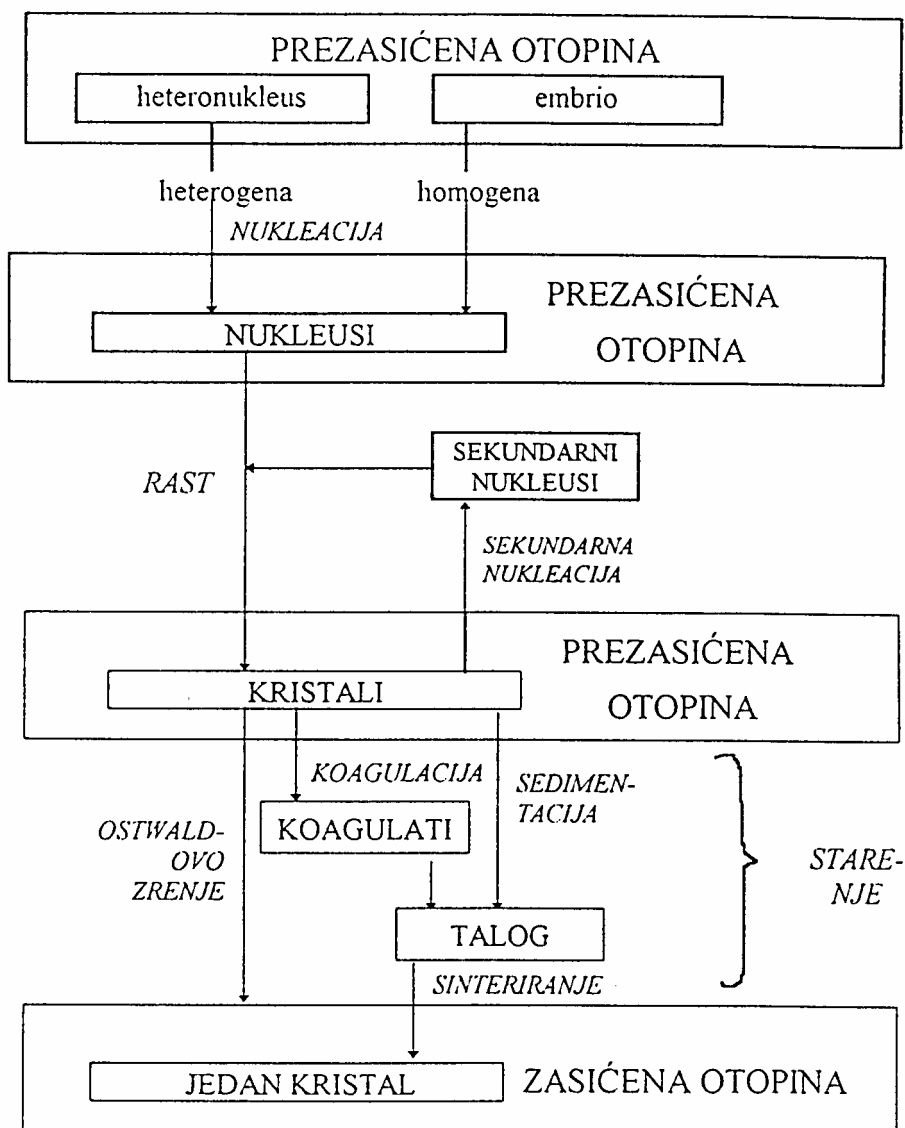 PREZASIĆENA OTOPINA
heteronukleus
embrio
heterogena
homogena
NUKLEACIJA
PREZASIĆENA
OTOPINA
NUKLEUSI
SEKUNDARNI
NUKLEUSI
RAST
SEKUNDARNA
NUKLEACIJA
PREZASIĆENA
OTOPINA
KRISTALI
KOAGULACIJA
SEDIMEN-
TACIJA
KOAGULATI
OSTWALD-
OVO
ZRENJE
STARE-
NJE
TALOG
SINTERIRANJE
JEDAN KRISTAL
ZASIĆENA OTOPINA